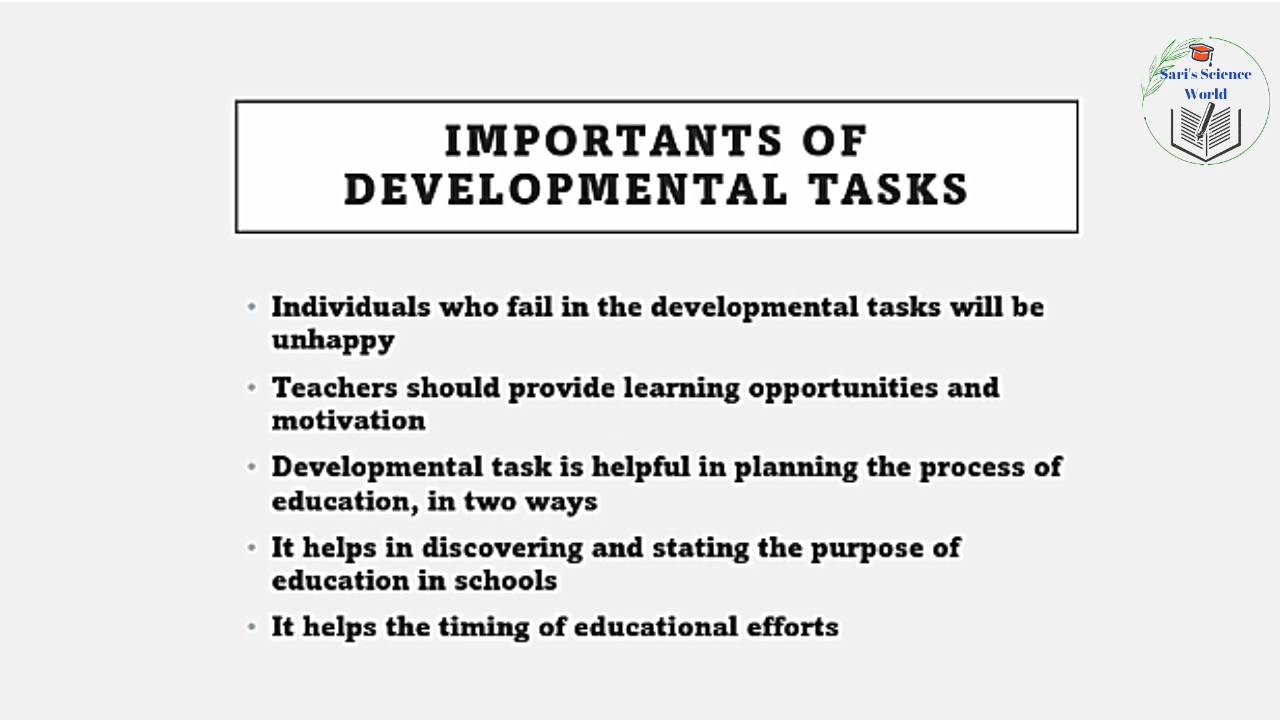 Sari's Science
World
IMPORTANTS OF
DEVELOPMENTAL TASKS
• Individuals who fail in the developmental tasks will be
unhappy
• Teachers should provide learning opportunities and
motivation
• Developmental task is helpful in planning the process of
education, in two ways
• It helps in discovering and stating the purpose of
education in schools
• It helps the timing of educational efforts